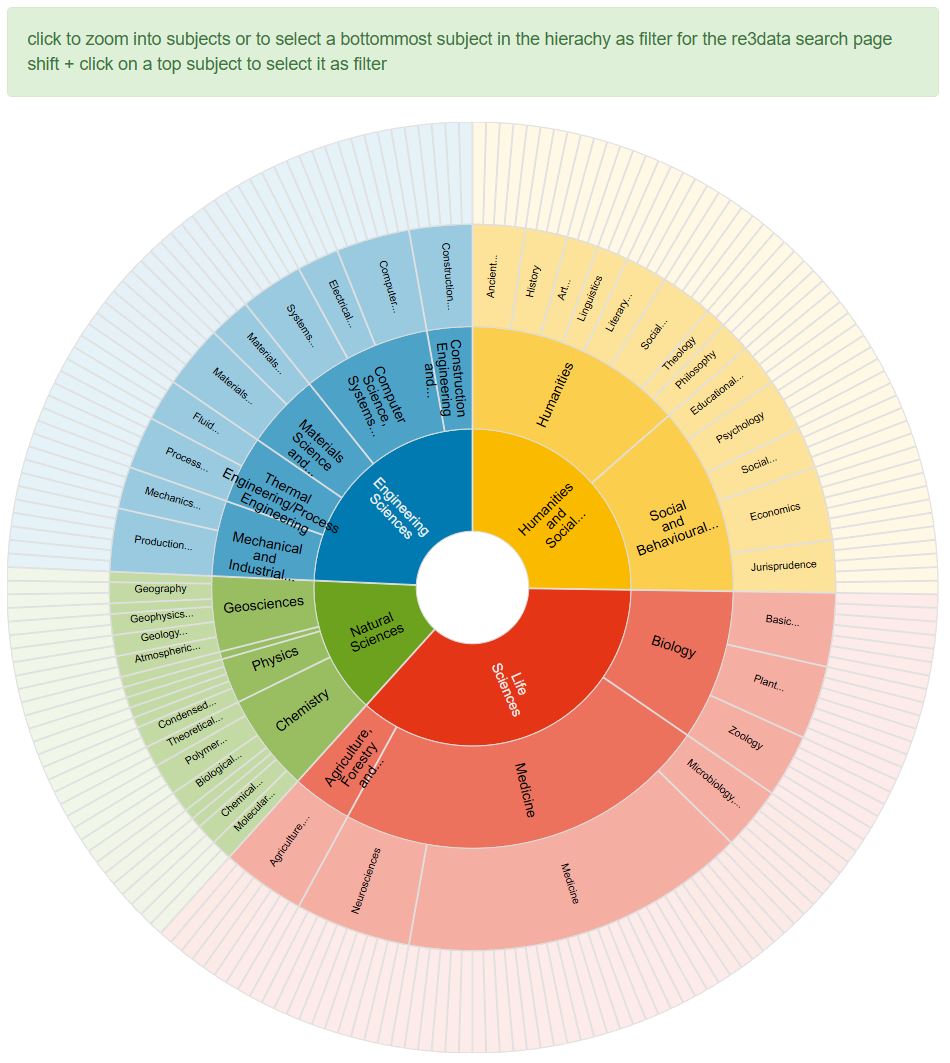 click to zoom into subjects or to select a bottommost subject in the hierachy as filter for the re3data search page
shift + click on a top subject to select it as filter
Humanities
and
Social...
Humanities
Ancient...
History
Art...
Linguistics
Literary...
Social...
Theology
Philosophy
Social
and
Behavioural...
Educational...
Psychology
Social...
Economics
Jurisprudence
Life
Sciences
Biology
Basic...
Plant...
Zoology
Medicine
Microbiology,...
Medicine
Neurosciences
Agriculture,
Forestry
and...
Agriculture,...
Natural
Sciences
Chemistry
Molecular...
Chemical...
Biological...
Polymer...
Theoretical...
Physics
Condensed...
Geosciences
Atmospheric...
Geology...
Geophysics...
Geography
Engineering
Sciences
Mechanical
and
Industrial...
Production...
Mechanics...
Thermal
Engineering/Process
Engineering
Process...
Fluid...
Materials
Science
and...
Materials...
Materials...
Computer
Science,
Systems...
Systems...
Electrical...
Computer...
Construction
Engineering
and...
Construction...